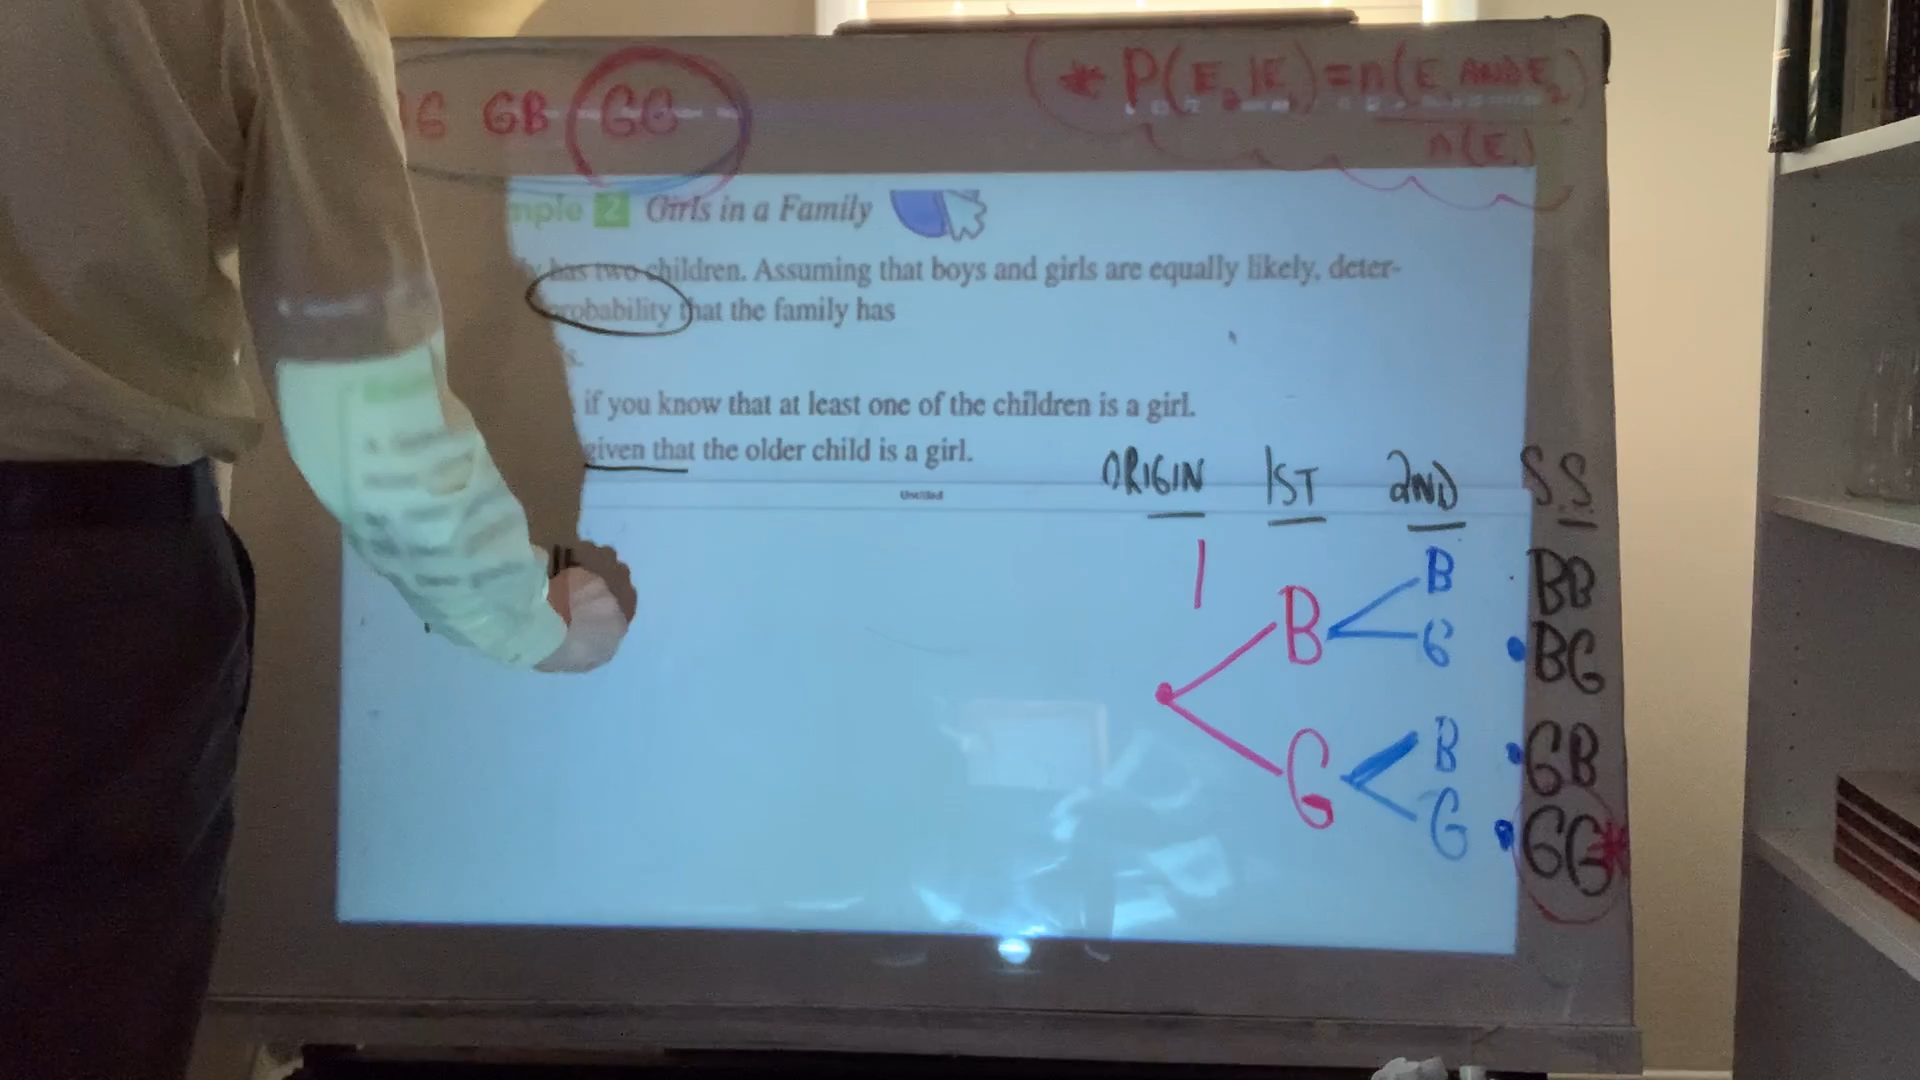 GB GG
* P(E₂|E₁) = n(E₁ AND E₂)
n(E₁)
mple 2 Girls in a Family
has two children. Assuming that boys and girls are equally likely, deter-
probability that the family has
s.
if you know that at least one of the children is a girl.
given that the older child is a girl.
ORIGIN 1ST 2ND SS
Untitled
1
B BB
B
G BG
B GB
G
G GG*